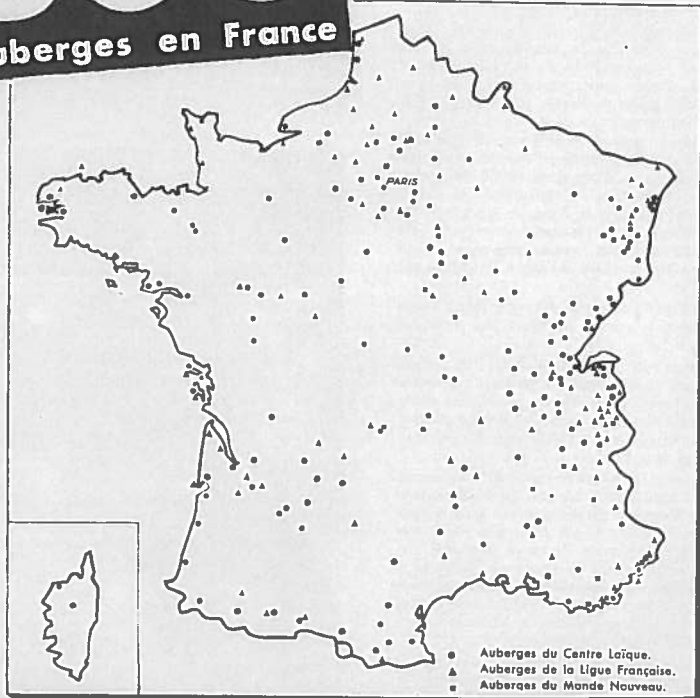 uberges en France
PARIS
Auberges du Centre Laïque.
Auberges de la Ligue Française.
Auberges du Monde Nouveau.